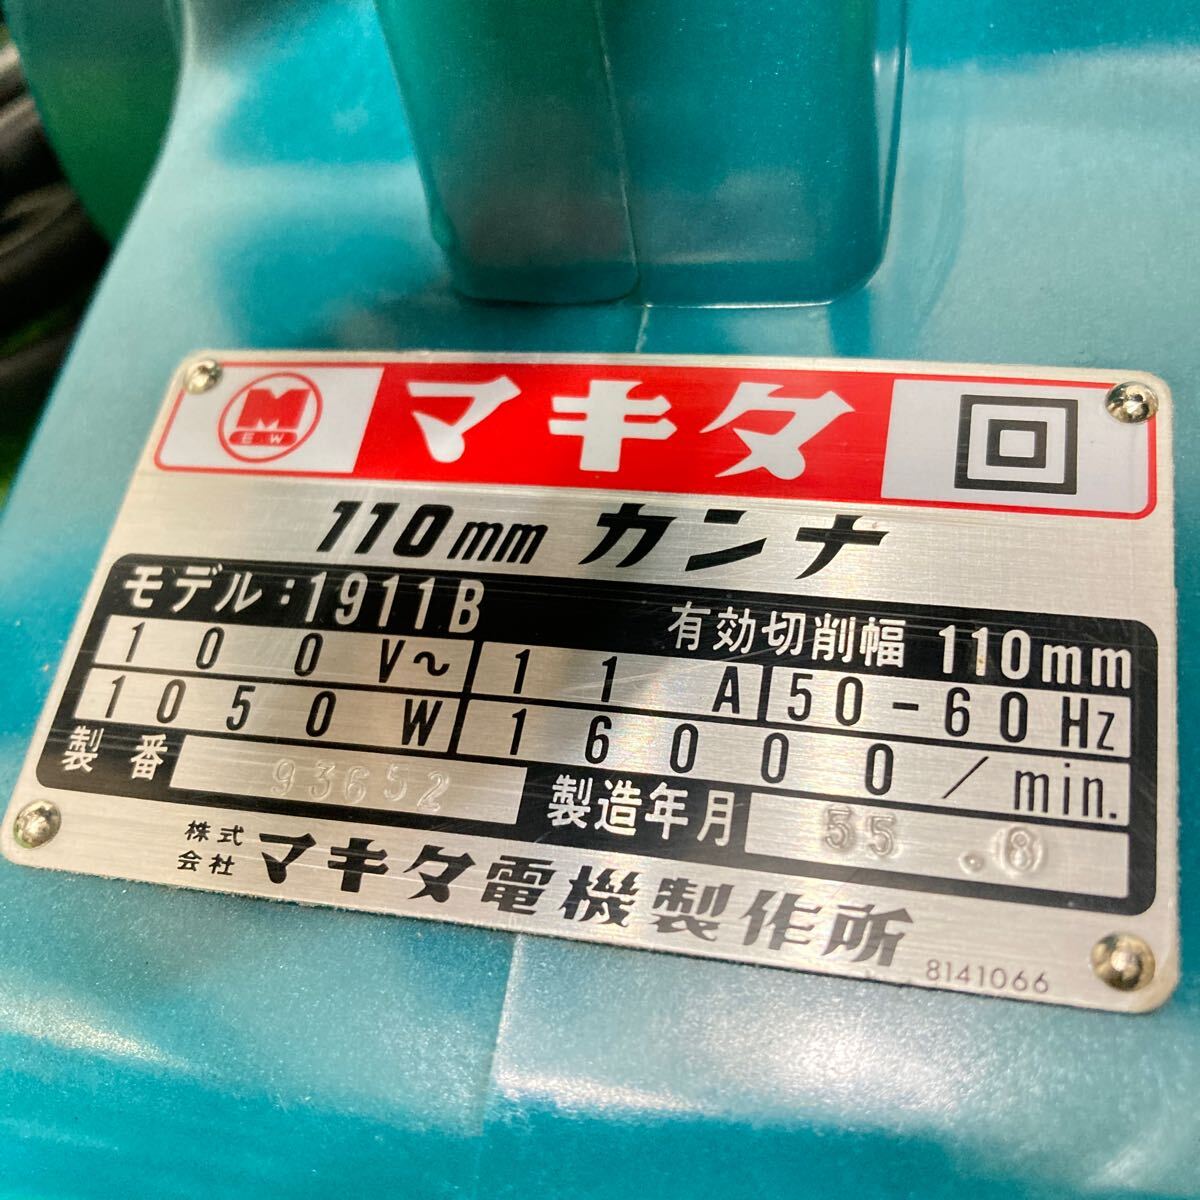 M
E W
マキタ
110mm カンナ
モデル:1911B 有効切削幅 110mm
100V~ 11A 50-60Hz
1050W 16000/min.
製番 93652 製造年月 55.8
株式会社 マキタ電機製作所
8141066